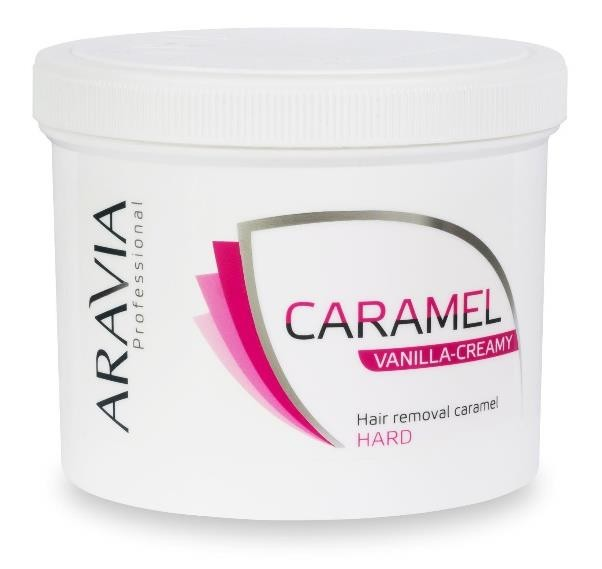 ARAVIA
Professional
CARAMEL
VANILLA-CREAMY
Hair removal caramel
HARD